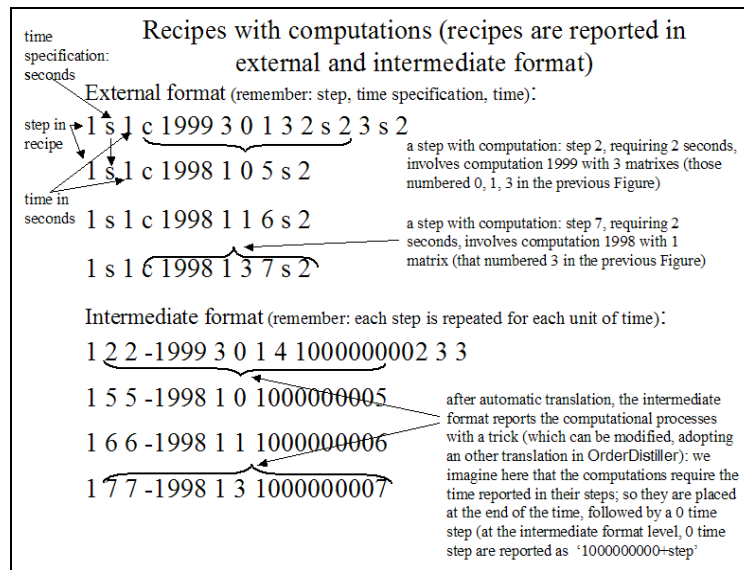 Recipes with computations (recipes are reported in
external and intermediate format)
time
specification:
seconds
External format (remember: step, time specification, time):
step in
recipe
time in
seconds
1 s 1 c 1999 3 0 1 3 2 s 2 3 s 2
1 s 1 c 1998 1 0 5 s 2
1 s 1 c 1998 1 1 6 s 2
1 s 1 c 1998 1 3 7 s 2
a step with computation: step 2, requiring 2 seconds,
involves computation 1999 with 3 matrixes (those
numbered 0, 1, 3 in the previous Figure)
a step with computation: step 7, requiring 2
seconds, involves computation 1998 with 1
matrix (that numbered 3 in the previous Figure)
Intermediate format (remember: each step is repeated for each unit of time):
1 2 2 -1999 3 0 1 4 1000000002 3 3
1 5 5 -1998 1 0 1000000005
1 6 6 -1998 1 1 1000000006
1 7 7 -1998 1 3 1000000007
after automatic translation, the intermediate
format reports the computational processes
with a trick (which can be modified, adopting
an other translation in OrderDistiller): we
imagine here that the computations require the
time reported in their steps; so they are placed
at the end of the time, followed by a 0 time
step (at the intermediate format level, 0 time
step are reported as ‘1000000000+step’